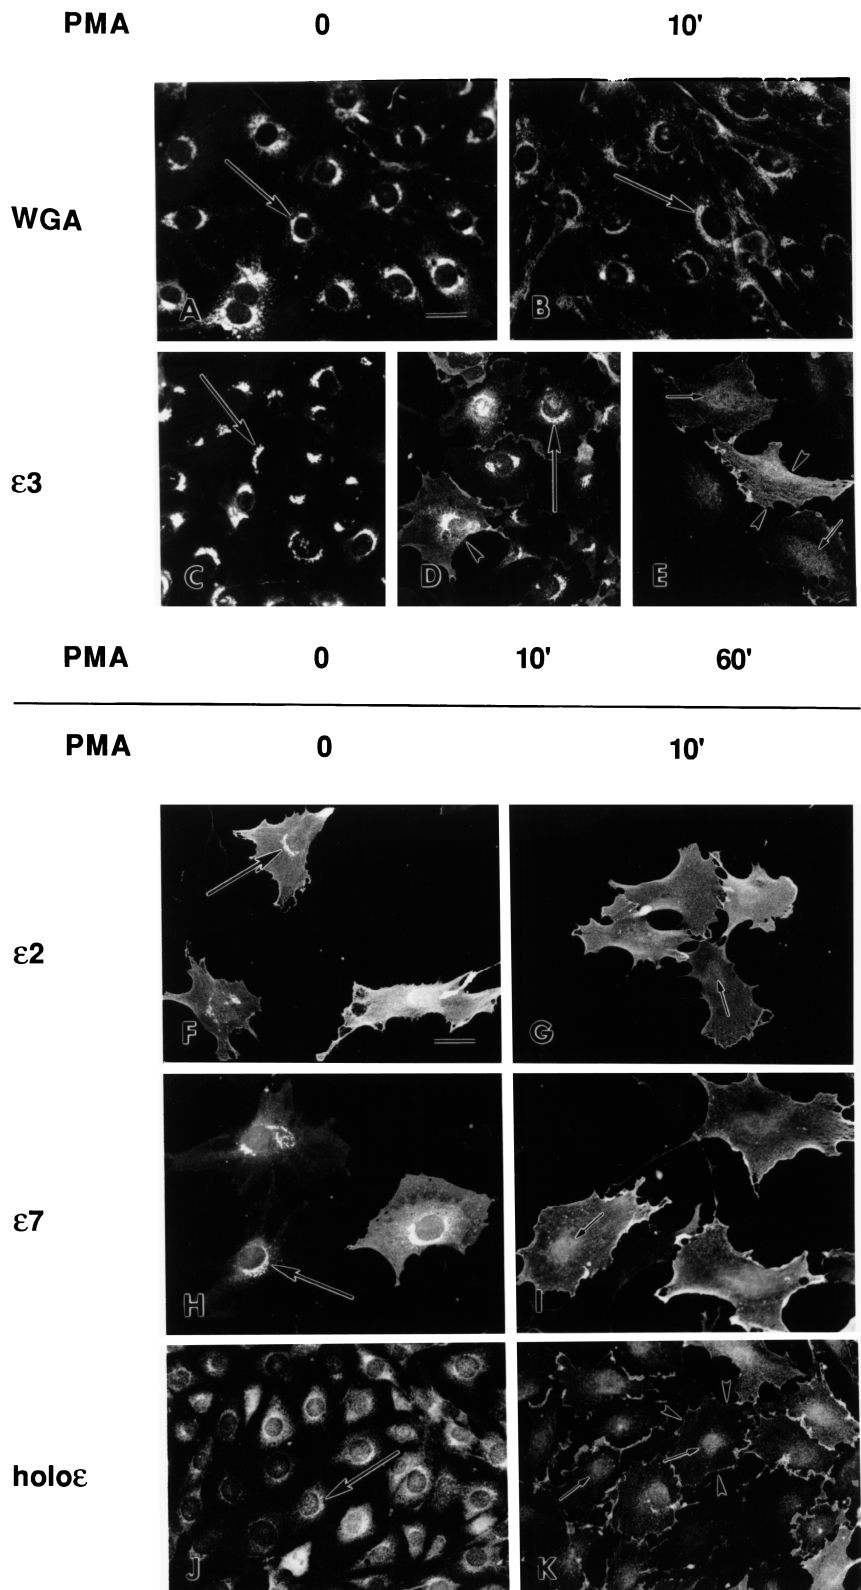 PMA 0 10'
WGA
A B
ε3
C D E
PMA 0 10' 60'
PMA 0 10'
ε2
F G
ε7
H I
holoε
J K